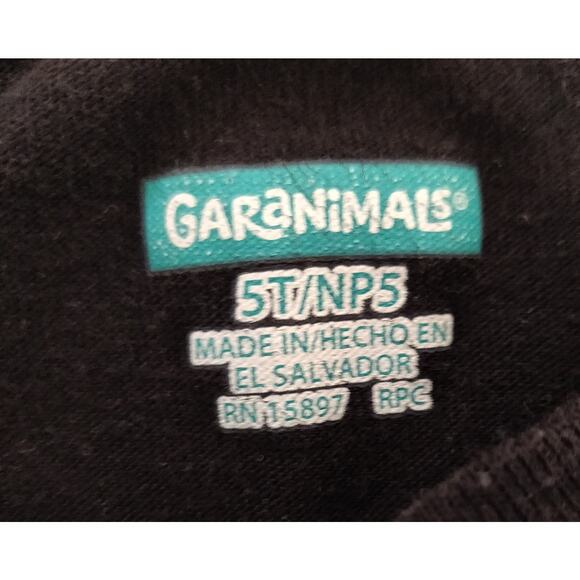 GARaNiMALs®
5T/NP5
MADE IN/HECHO EN
EL SALVADOR
RN 15897 RPC